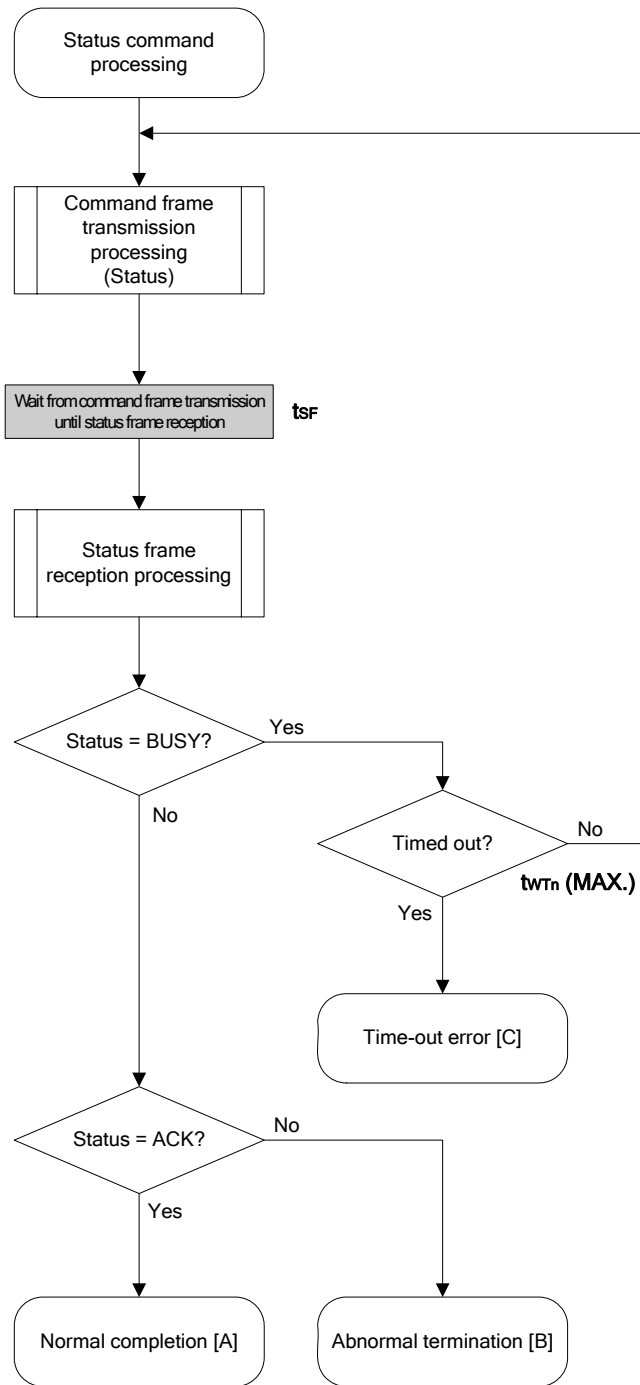 Status command
processing
Command frame
transmission
processing
(Status)
Wait from command frame transmission
until status frame reception
tSF
Status frame
reception processing
Status = BUSY?
Yes
No
Timed out?
No
tWTn (MAX.)
Yes
Time-out error [C]
Status = ACK?
No
Yes
Normal completion [A]
Abnormal termination [B]